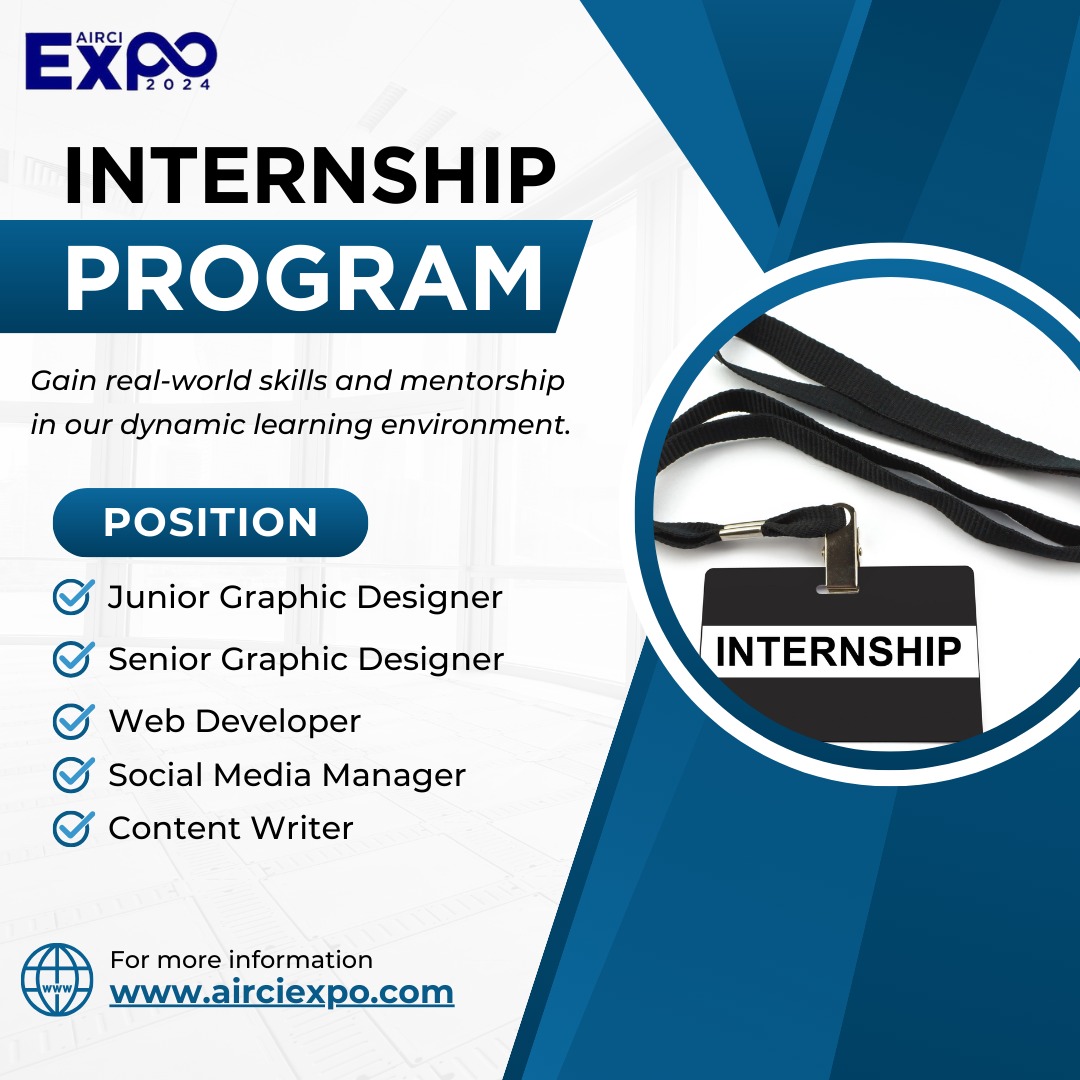 AIRCI
Expo
2024
INTERNSHIP
PROGRAM
Gain real-world skills and mentorship
in our dynamic learning environment.
POSITION
Junior Graphic Designer
Senior Graphic Designer
Web Developer
Social Media Manager
Content Writer
INTERNSHIP
For more information
www
www.airciexpo.com